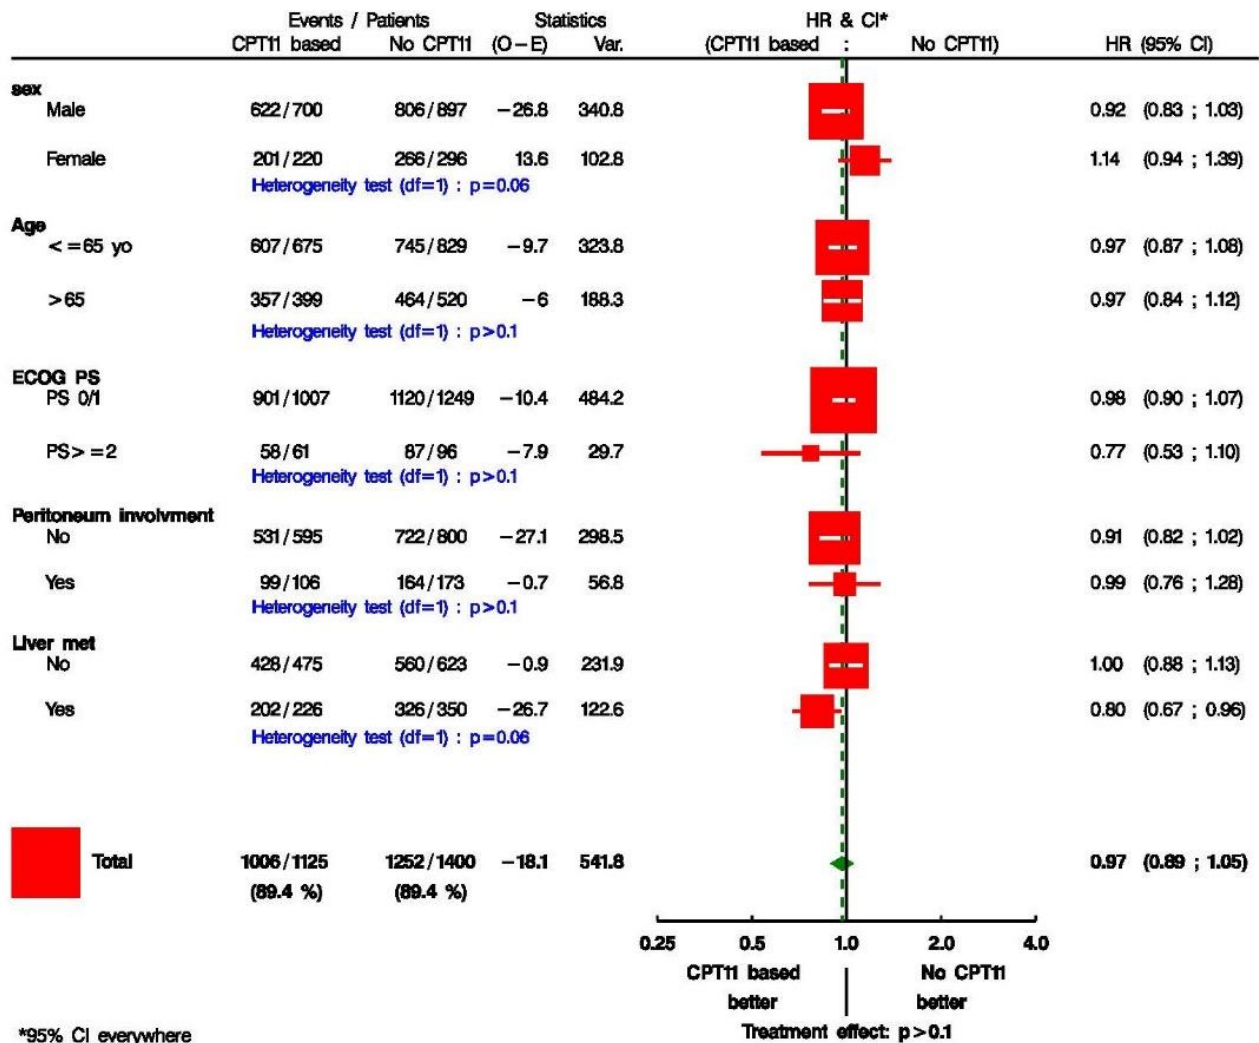 Events / Patients Statistics HR & CI*
CPT11 based No CPT11 (O-E) Var. (CPT11 based : No CPT11) HR (95% CI)
sex
Male 622/700 806/897 -26.8 340.8 0.92 (0.83 ; 1.03)
Female 201/220 266/296 13.6 102.8 1.14 (0.94 ; 1.39)
Heterogeneity test (df=1) : p=0.06
Age
<=65 yo 607/675 745/829 -9.7 323.8 0.97 (0.87 ; 1.08)
>65 357/399 464/520 -6 188.3 0.97 (0.84 ; 1.12)
Heterogeneity test (df=1) : p>0.1
ECOG PS
PS 0/1 901/1007 1120/1249 -10.4 484.2 0.98 (0.90 ; 1.07)
PS>=2 58/61 87/96 -7.9 29.7 0.77 (0.53 ; 1.10)
Heterogeneity test (df=1) : p>0.1
Peritoneum involvment
No 531/595 722/800 -27.1 298.5 0.91 (0.82 ; 1.02)
Yes 99/106 164/173 -0.7 56.8 0.99 (0.76 ; 1.28)
Heterogeneity test (df=1) : p>0.1
Liver met
No 428/475 560/623 -0.9 231.9 1.00 (0.88 ; 1.13)
Yes 202/226 326/350 -26.7 122.6 0.80 (0.67 ; 0.96)
Heterogeneity test (df=1) : p=0.06
Total 1006/1125 1252/1400 -18.1 541.8 0.97 (0.89 ; 1.05)
(89.4 %) (89.4 %)
0.25 0.5 1.0 2.0 4.0
CPT11 based No CPT11
better better
*95% CI everywhere Treatment effect: p>0.1